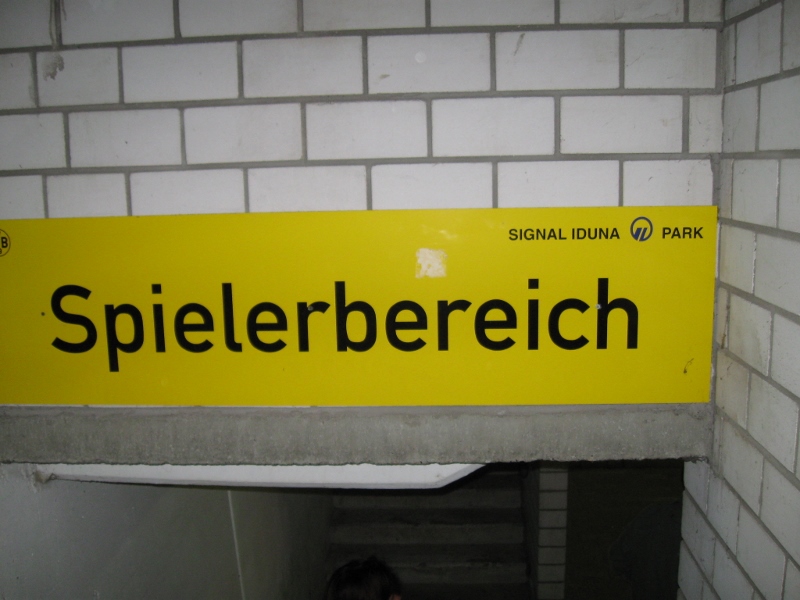 SIGNAL IDUNA PARK
B
Spielerbereich